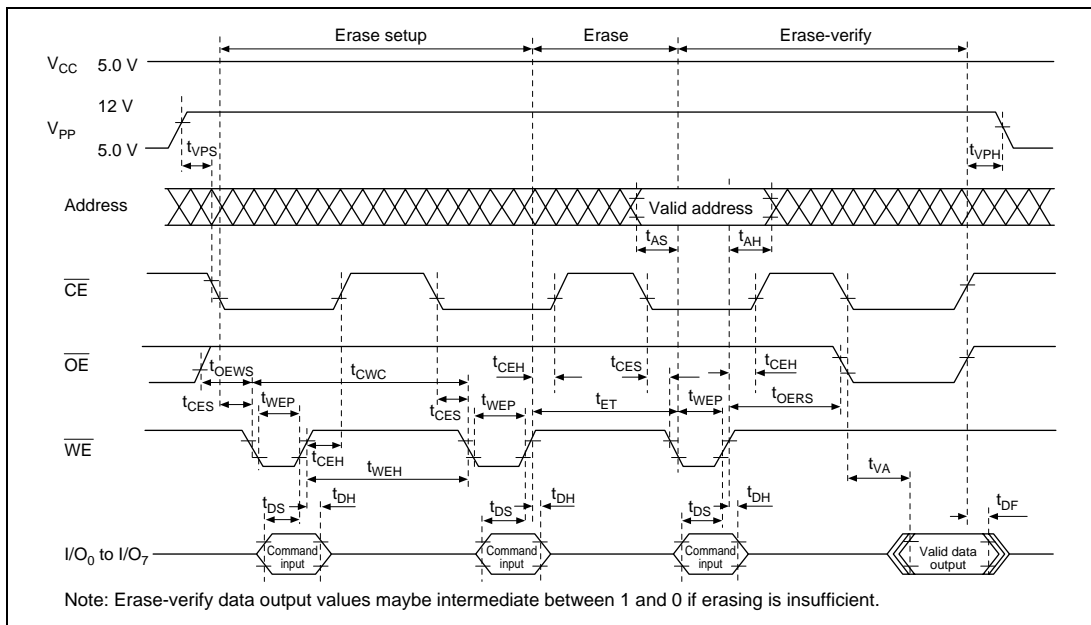 Erase setup Erase Erase-verify
VCC 5.0 V
12 V
VPP
5.0 V
tVPS tVPH
Address Valid address
tAS tAH
CE
OE
tOEWS tCWC tCEH tCES tCEH
tCES tWEP tCES tWEP tET tWEP tOERS
WE
tCEH
tWEH tVA
tDS tDH tDS tDH tDS tDH tDF
I/O0 to I/O7 Command input Command input Command input Valid data output
Note: Erase-verify data output values maybe intermediate between 1 and 0 if erasing is insufficient.